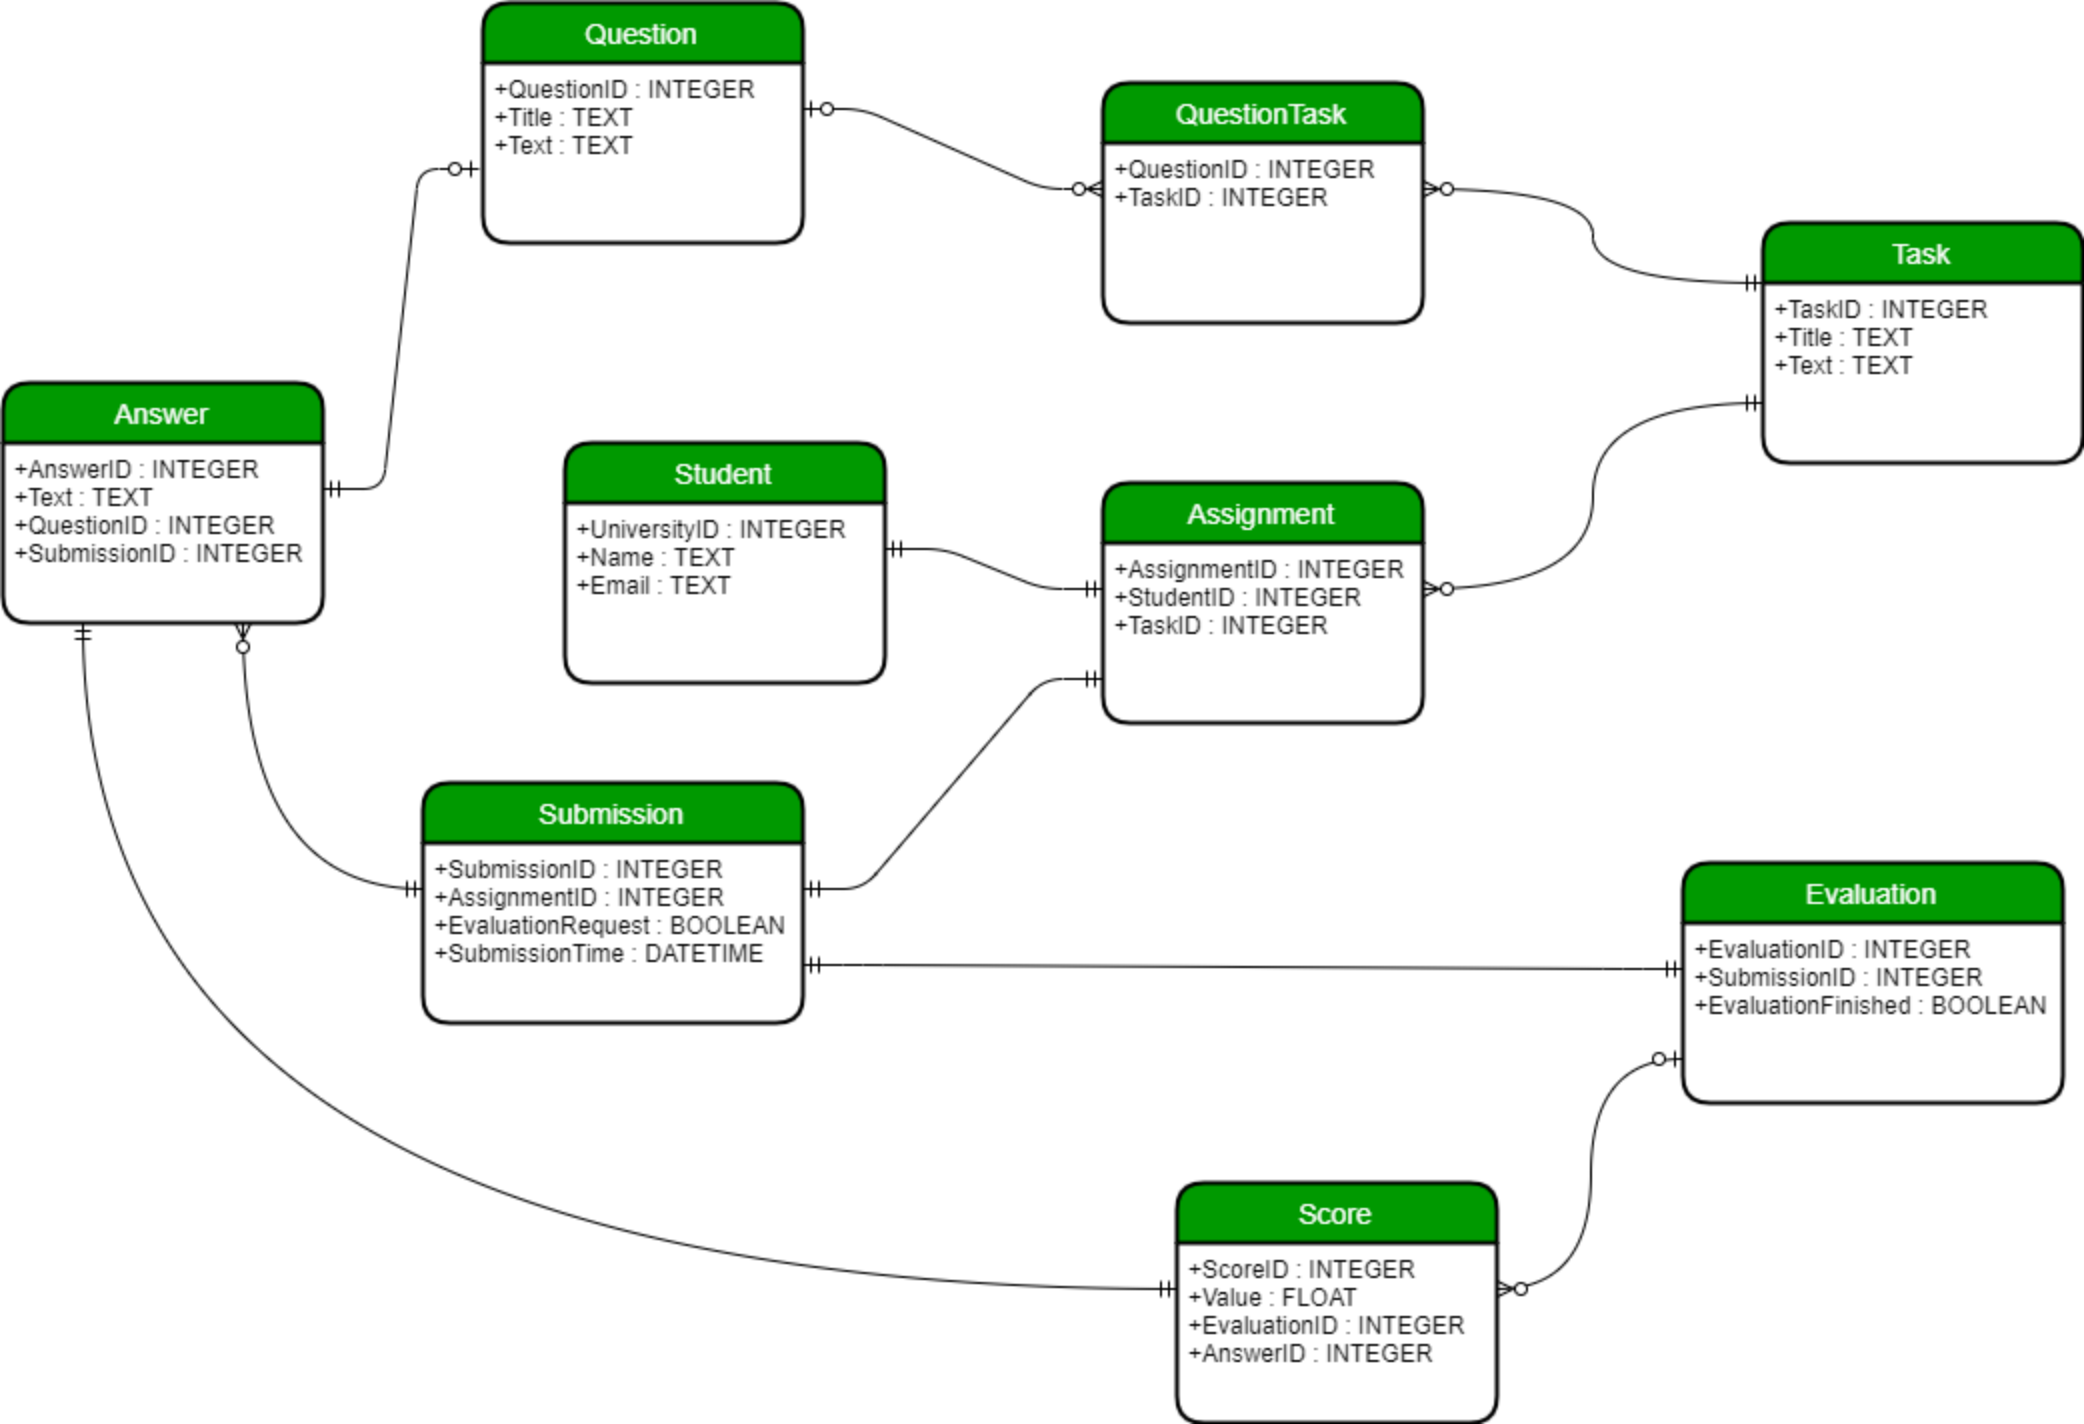 Question
+QuestionID : INTEGER
+Title : TEXT
+Text : TEXT
QuestionTask
+QuestionID : INTEGER
+TaskID : INTEGER
Task
+TaskID : INTEGER
+Title : TEXT
+Text : TEXT
Answer
+AnswerID : INTEGER
+Text : TEXT
+QuestionID : INTEGER
+SubmissionID : INTEGER
Student
+UniversityID : INTEGER
+Name : TEXT
+Email : TEXT
Assignment
+AssignmentID : INTEGER
+StudentID : INTEGER
+TaskID : INTEGER
Submission
+SubmissionID : INTEGER
+AssignmentID : INTEGER
+EvaluationRequest : BOOLEAN
+SubmissionTime : DATETIME
Evaluation
+EvaluationID : INTEGER
+SubmissionID : INTEGER
+EvaluationFinished : BOOLEAN
Score
+ScoreID : INTEGER
+Value : FLOAT
+EvaluationID : INTEGER
+AnswerID : INTEGER